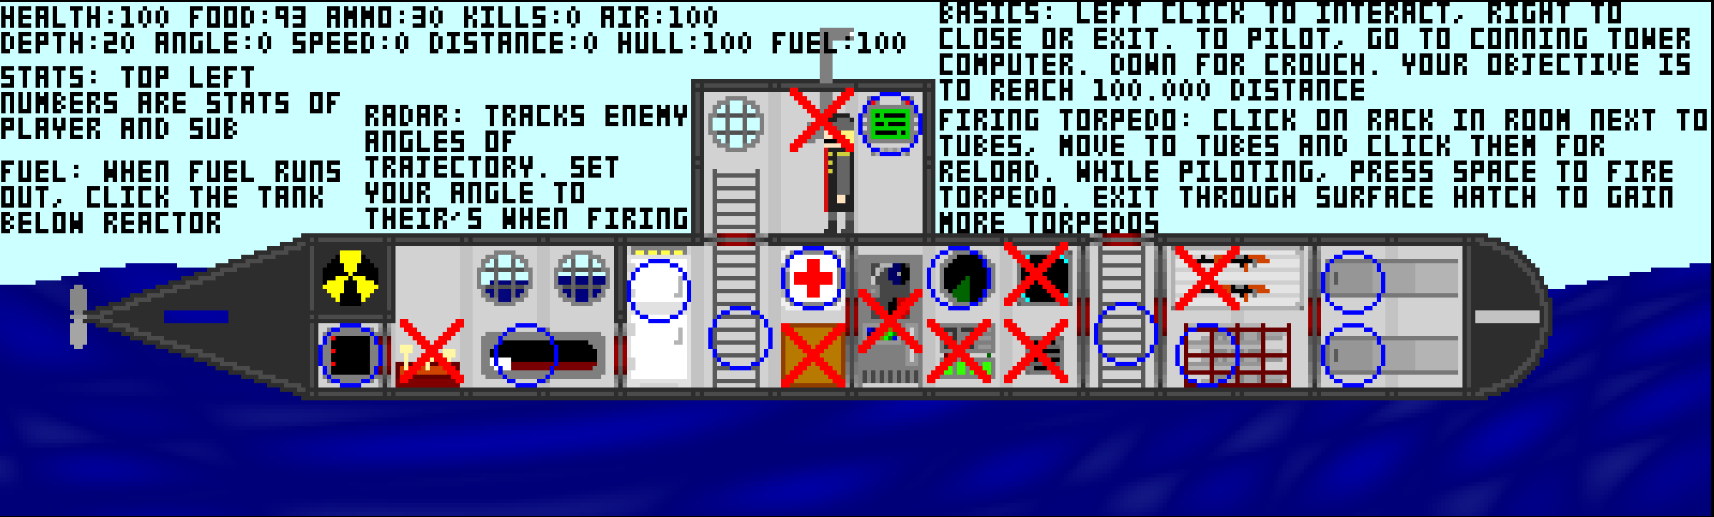 HEALTH:100 FOOD:93 AMMO:30 KILLS:0 AIR:100
DEPTH:20 ANGLE:0 SPEED:0 DISTANCE:0 HULL:100 FUEL:100
STATS: TOP LEFT
NUMBERS ARE STATS OF
PLAYER AND SUB
FUEL: WHEN FUEL RUNS
OUT, CLICK THE TANK
BELOW REACTOR
RADAR: TRACKS ENEMY
ANGLES OF
TRAJECTORY. SET
YOUR ANGLE TO
THEIR'S WHEN FIRING
BASICS: LEFT CLICK TO INTERACT, RIGHT TO
CLOSE OR EXIT. TO PILOT, GO TO CONNING TOWER
COMPUTER. DOWN FOR CROUCH. YOUR OBJECTIVE IS
TO REACH 100.000 DISTANCE
FIRING TORPEDO: CLICK ON RACK IN ROOM NEXT TO
TUBES, MOVE TO TUBES AND CLICK THEM FOR
RELOAD. WHILE PILOTING, PRESS SPACE TO FIRE
TORPEDO. EXIT THROUGH SURFACE HATCH TO GAIN
MORE TORPEDOS